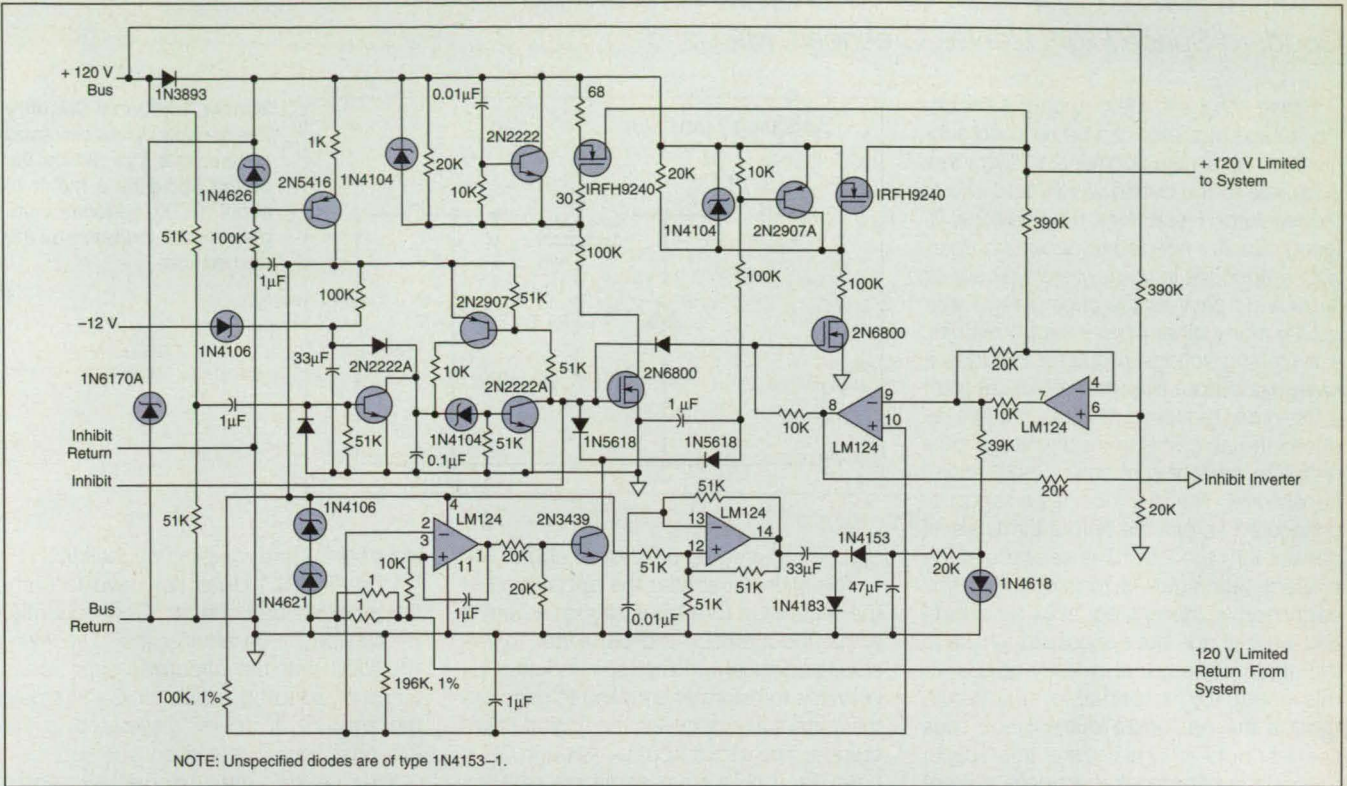 + 120 V
Bus
1N3893
0.01µF
68
1K
2N5416
1N4104
20K
2N2222
10K
IRFH9240
30
20K
10K
IRFH9240
+ 120 V Limited
to System
1N4626
51K
100K
1N4104
2N2907A
390K
1µF
100K
2N2907
51K
100K
100K
390K
−12 V
1N4106
33µF
2N2222A
2N6800
1N6170A
10K
2N2222A
51K
2N6800
20K
1µF
51K
1N4104
51K
1N5618
1 µF
1N5618
10K
8
9
10
LM124
10K
7
4
6
LM124
39K
Inhibit
Return
0.1µF
Inhibit
20K
Inhibit Inverter
51K
1N4106
4
2
3
LM124
1
11
2N3439
51K
13
12
LM124
14
1N4153
20K
10K
20K
51K
33µF
20K
1N4621
1
1
1µF
20K
51K
51K
0.01µF
1N4183
47µF
1N4618
Bus
Return
100K, 1%
196K, 1%
1µF
120 V Limited
Return From
System
NOTE: Unspecified diodes are of type 1N4153–1.